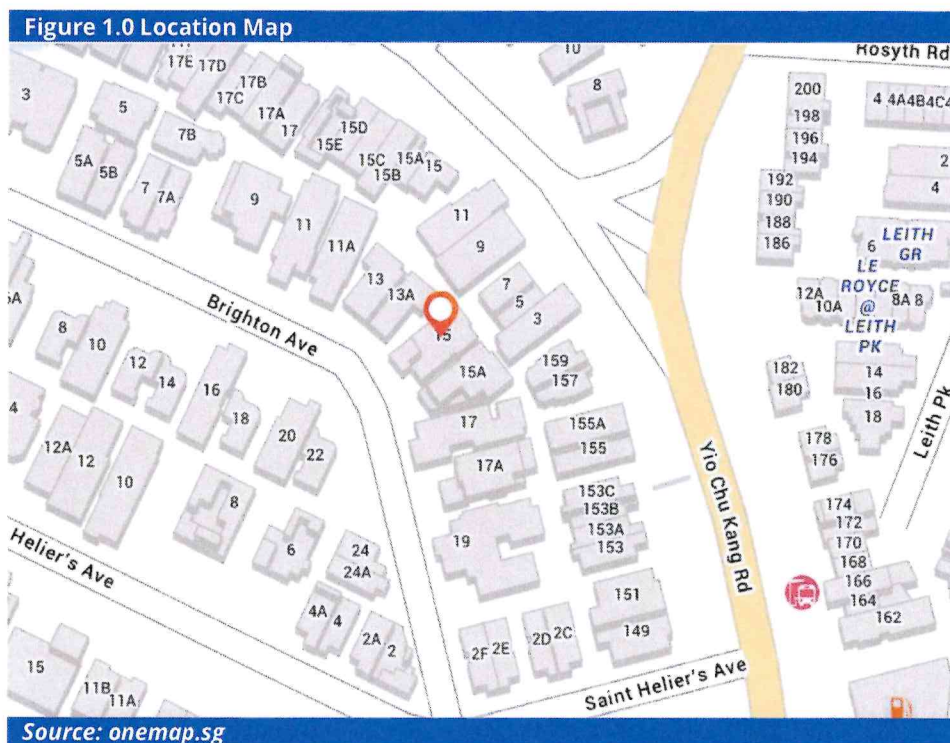 Figure 1.0 Location Map
17E
17D
17B
17C
17A
17
3
5
7B
5A
5B
7
7A
9
11
11A
15D
15E
15C
15B
15A
15
10
8
Rosyth Rd
200
198
196
194
192
190
188
186
4 4A 4B 4C
2
4
6
LEITH
GR
LE
ROYCE
@
LEITH
PK
12A
10A
8A 8
14
16
18
182
180
178
176
174
172
170
168
166
164
162
Leith Pk
11
9
7
5
3
13
13A
15
15A
159
157
17
17A
155A
155
153C
153B
153A
153
19
151
149
2F
2E
2D
2C
Brighton Ave
8
10
12
14
16
18
20
22
12A
12
10
8
6
24
24A
4A
4
2A
2
Helier's Ave
15
11B
11A
Yio Chu Kang Rd
Saint Helier's Ave
Source: onemap.sg